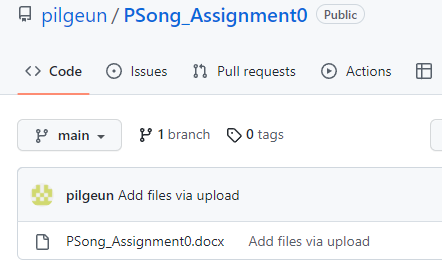 pilgeun / PSong_Assignment0 Public
Code Issues Pull requests Actions
main 1 branch 0 tags
pilgeun Add files via upload
PSong_Assignment0.docx Add files via upload